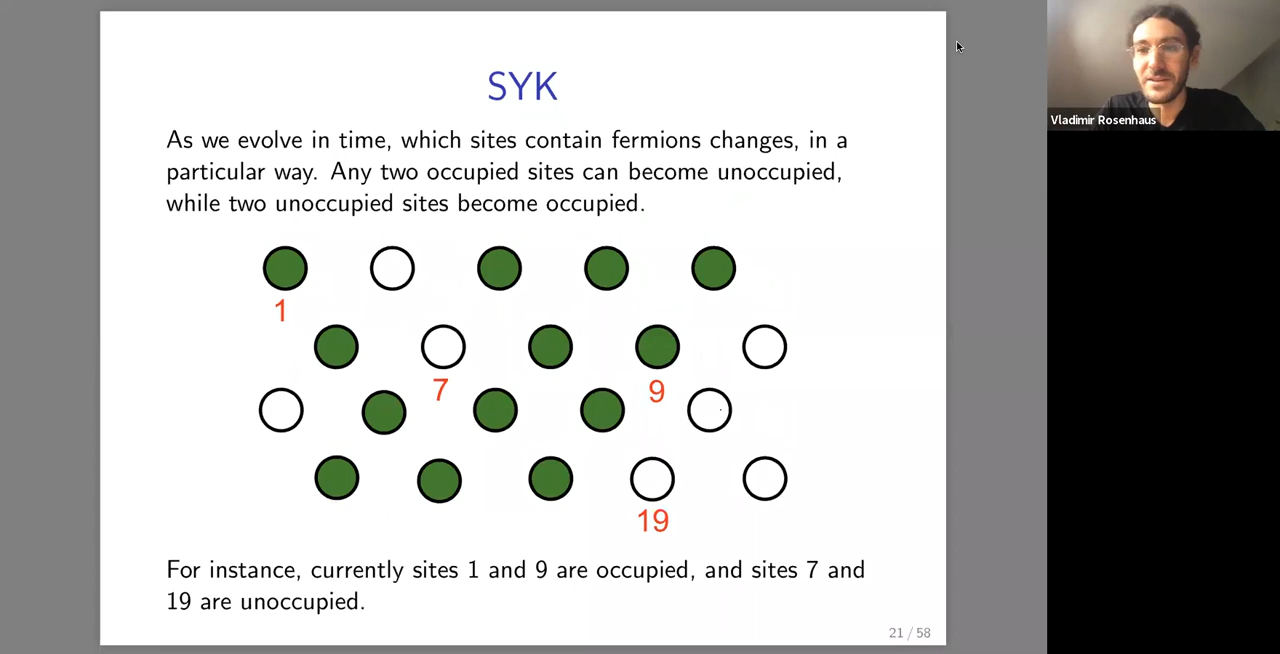 SYK
As we evolve in time, which sites contain fermions changes, in a
particular way. Any two occupied sites can become unoccupied,
while two unoccupied sites become occupied.
1
7
9
19
For instance, currently sites 1 and 9 are occupied, and sites 7 and
19 are unoccupied.
21 / 58
Vladimir Rosenhaus